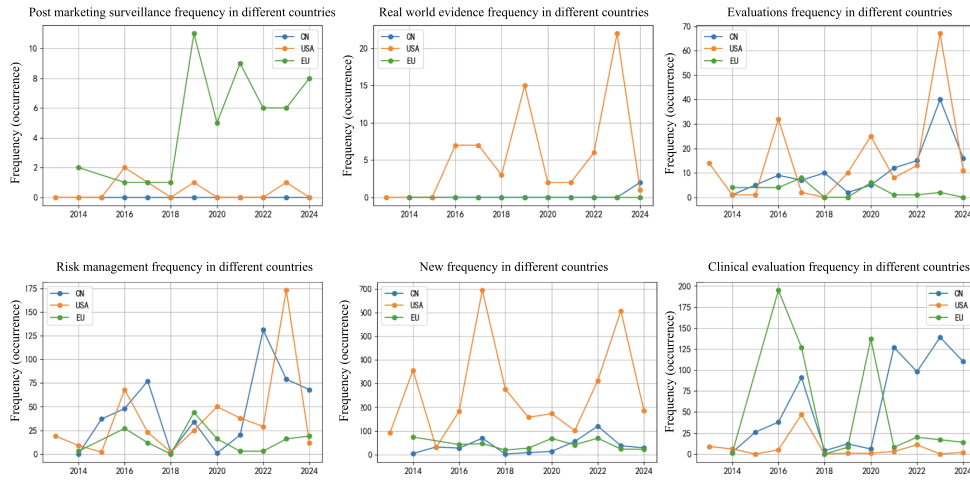 Post marketing surveillance frequency in different countries
Frequency (occurrence)
10
8
6
4
2
0
CN
USA
EU
2014 2016 2018 2020 2022 2024
Real world evidence frequency in different countries
Frequency (occurrence)
20
15
10
5
0
CN
USA
EU
2014 2016 2018 2020 2022 2024
Evaluations frequency in different countries
Frequency (occurrence)
70
60
50
40
30
20
10
0
CN
USA
EU
2014 2016 2018 2020 2022 2024
Risk management frequency in different countries
Frequency (occurrence)
175
150
125
100
75
50
25
0
CN
USA
EU
2014 2016 2018 2020 2022 2024
New frequency in different countries
Frequency (occurrence)
700
600
500
400
300
200
100
0
CN
USA
EU
2014 2016 2018 2020 2022 2024
Clinical evaluation frequency in different countries
Frequency (occurrence)
200
175
150
125
100
75
50
25
0
CN
USA
EU
2014 2016 2018 2020 2022 2024